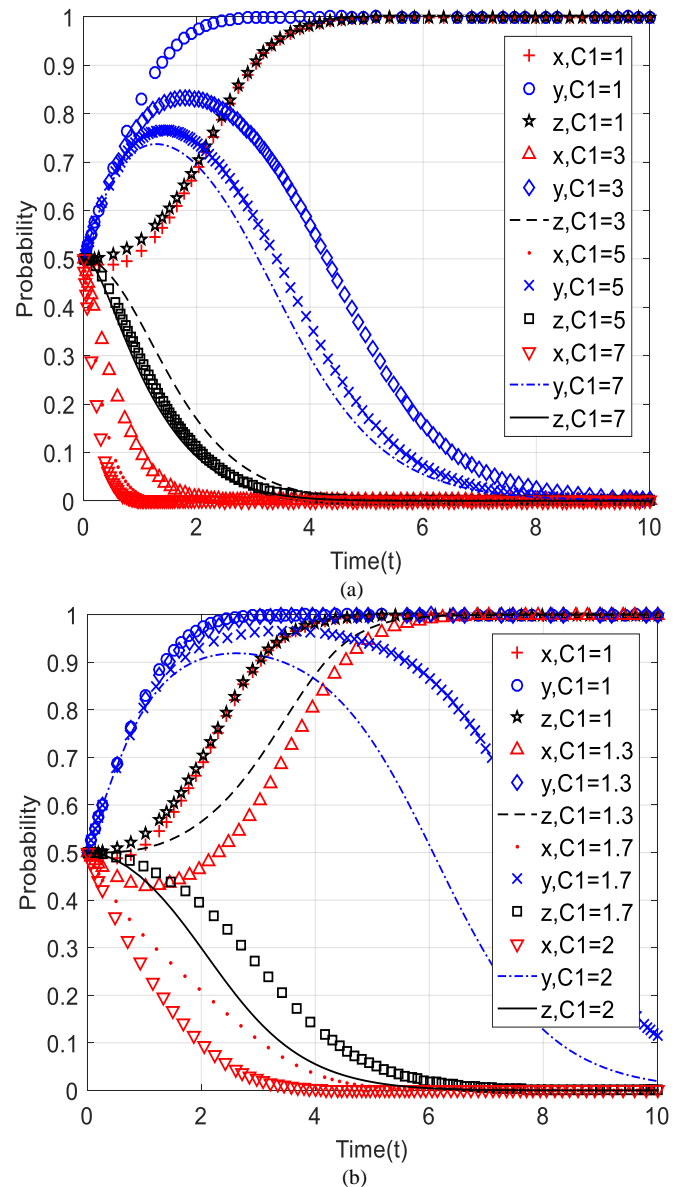 1
0.9
0.8
0.7
0.6
0.5
0.4
0.3
0.2
0.1
0
Probability
x,C1=1
y,C1=1
z,C1=1
x,C1=3
y,C1=3
z,C1=3
x,C1=5
y,C1=5
z,C1=5
x,C1=7
y,C1=7
z,C1=7
0 2 4 6 8 10
Time(t)
(a)
1
0.9
0.8
0.7
0.6
0.5
0.4
0.3
0.2
0.1
0
Probability
x,C1=1
y,C1=1
z,C1=1
x,C1=1.3
y,C1=1.3
z,C1=1.3
x,C1=1.7
y,C1=1.7
z,C1=1.7
x,C1=2
y,C1=2
z,C1=2
0 2 4 6 8 10
Time(t)
(b)